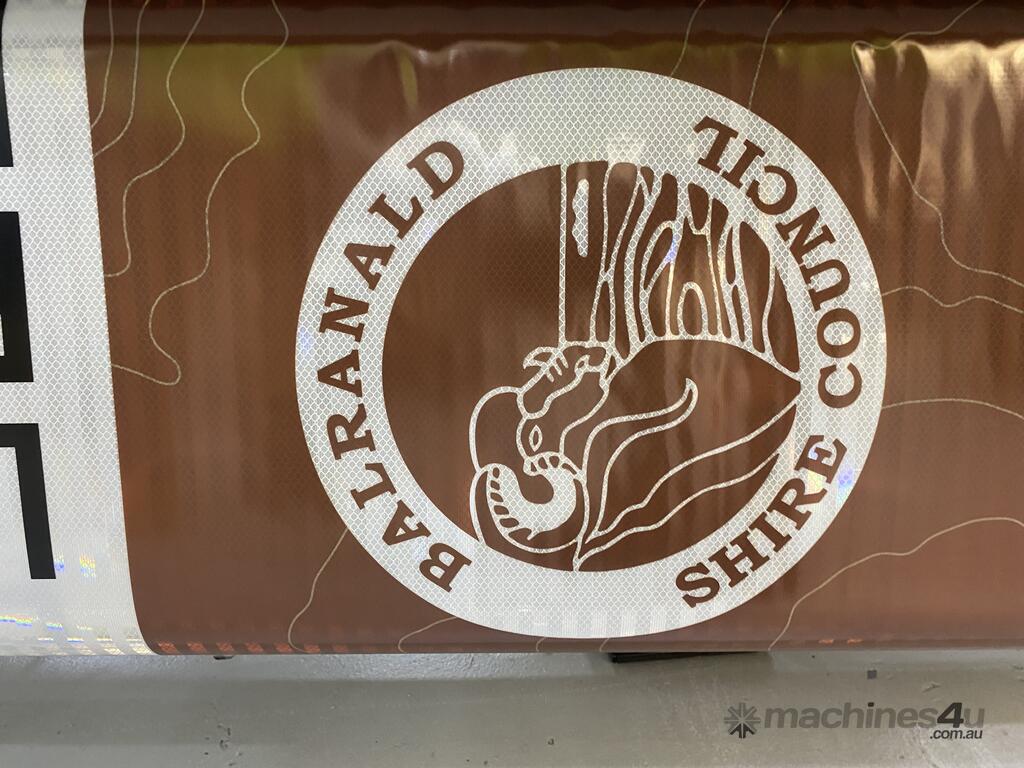 BALRANALD
SHIRE COUNCIL
machines4u
.com.au